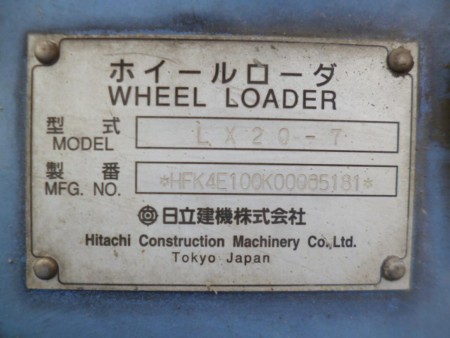 ホイールローダ
WHEEL LOADER
型式 LX20-7
MODEL
製番 *HFK4E100K00005181*
MFG. NO.
日立建機株式会社
Hitachi Construction Machinery Co., Ltd.
Tokyo Japan